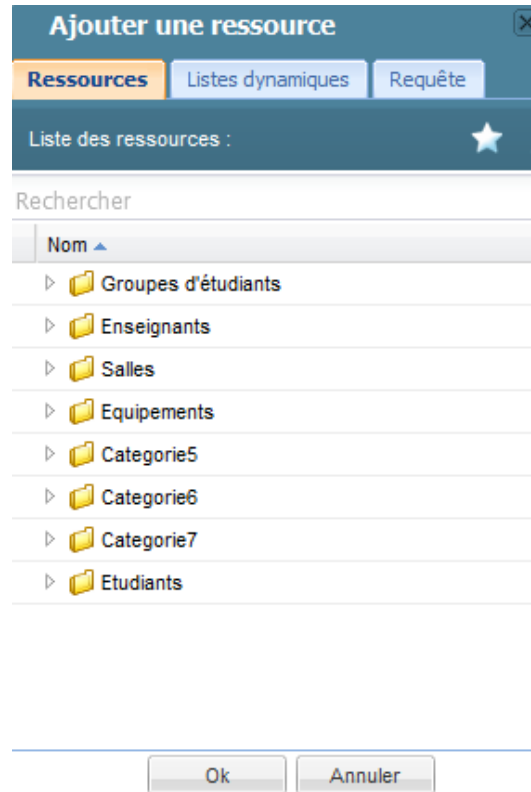 Ajouter une ressource
Ressources Listes dynamiques Requête
Liste des ressources :
Rechercher
Nom
Groupes d'étudiants
Enseignants
Salles
Equipements
Categorie5
Categorie6
Categorie7
Etudiants
Ok Annuler